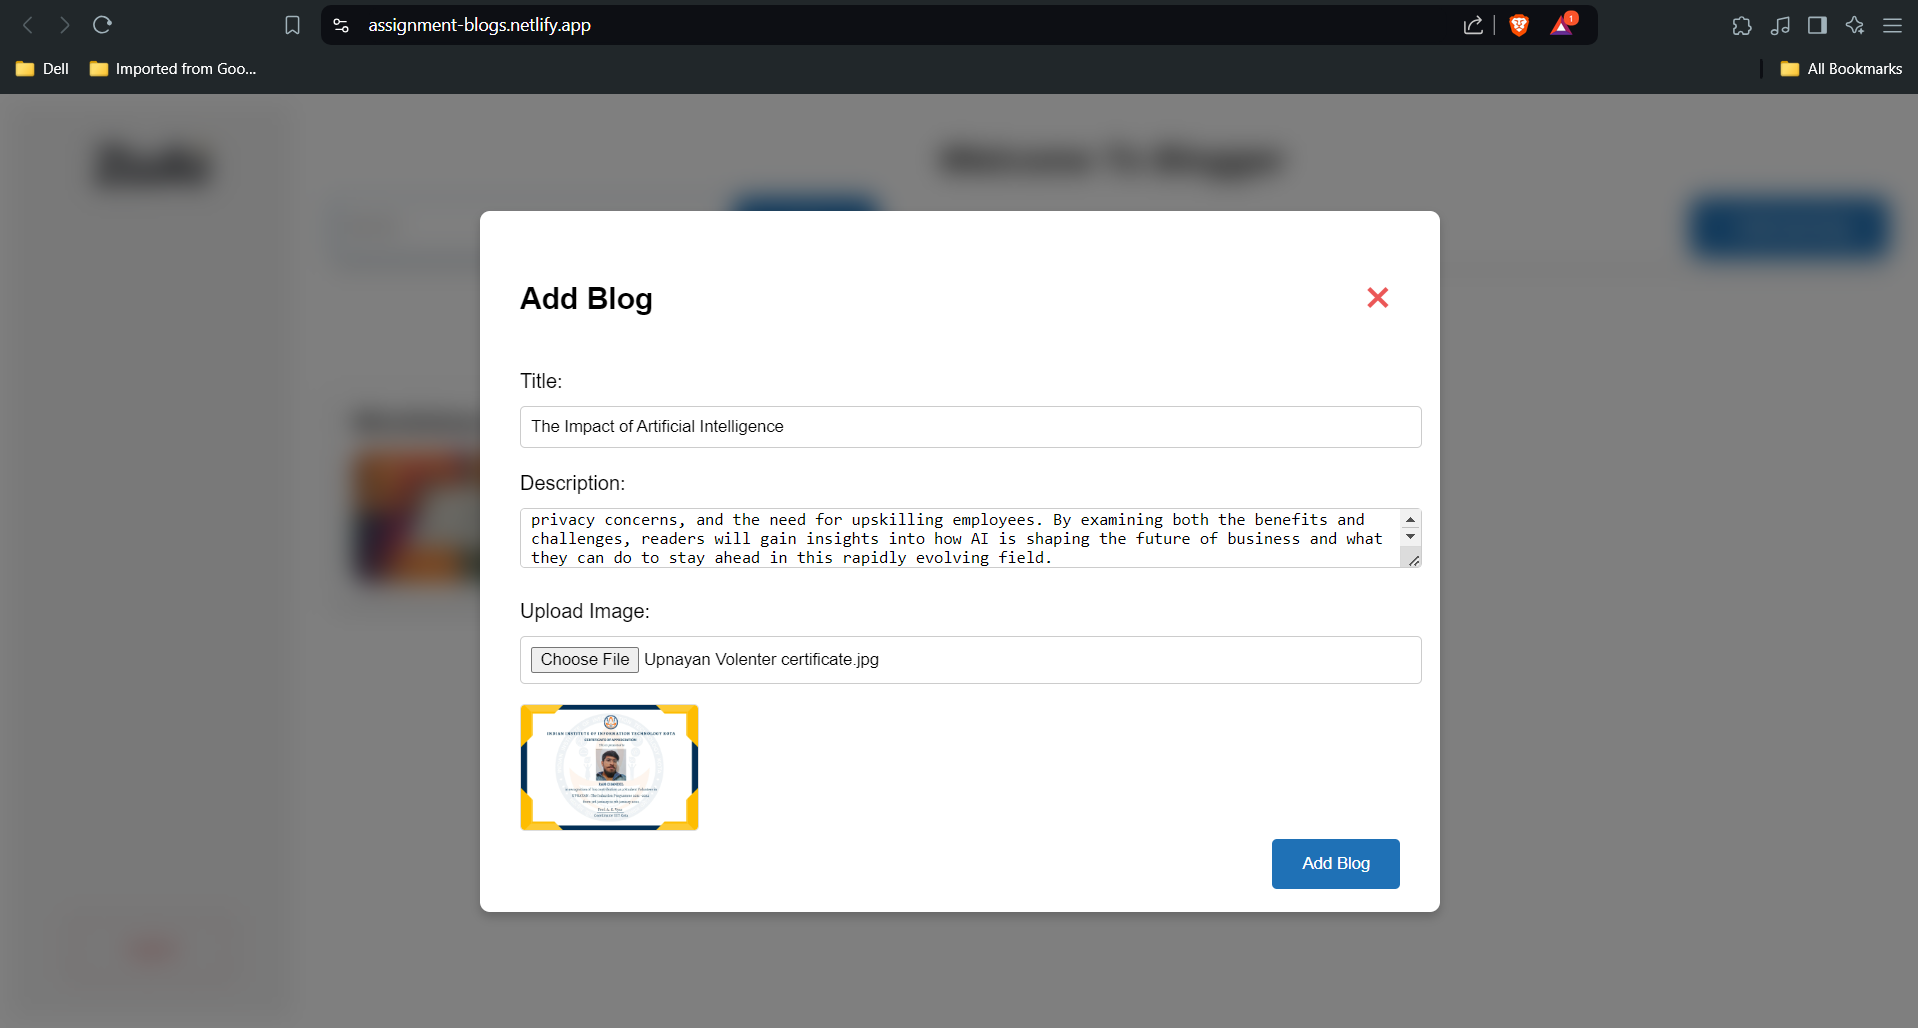 assignment-blogs.netlify.app
1
Dell
Imported from Goo...
All Bookmarks
Welcome To Blogger
Add Blog
Title:
The Impact of Artificial Intelligence
Description:
privacy concerns, and the need for upskilling employees. By examining both the benefits and
challenges, readers will gain insights into how AI is shaping the future of business and what
they can do to stay ahead in this rapidly evolving field.
Upload Image:
Choose File Upnayan Volenter certificate.jpg
INDIAN INSTITUTE OF INFORMATION TECHNOLOGY KOTA
CERTIFICATE OF APPRECIATION
Add Blog